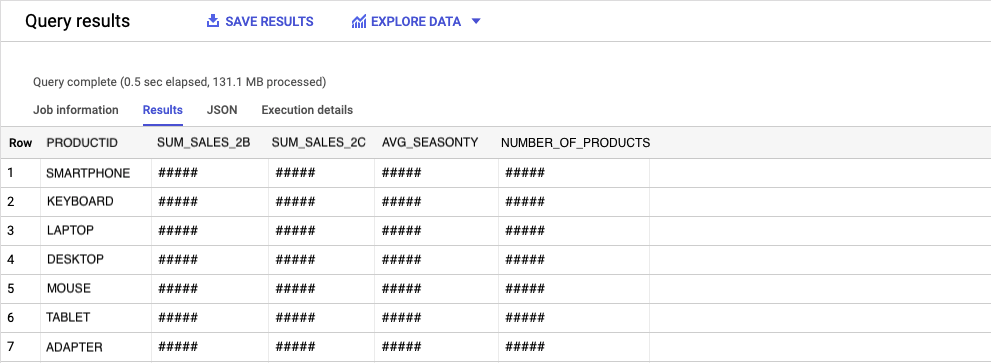 Query results SAVE RESULTS EXPLORE DATA
Query complete (0.5 sec elapsed, 131.1 MB processed)
Job information Results JSON Execution details
Row PRODUCTID SUM_SALES_2B SUM_SALES_2C AVG_SEASONTY NUMBER_OF_PRODUCTS
1 SMARTPHONE ##### ##### ##### #####
2 KEYBOARD ##### ##### ##### #####
3 LAPTOP ##### ##### ##### #####
4 DESKTOP ##### ##### ##### #####
5 MOUSE ##### ##### ##### #####
6 TABLET ##### ##### ##### #####
7 ADAPTER ##### ##### ##### #####